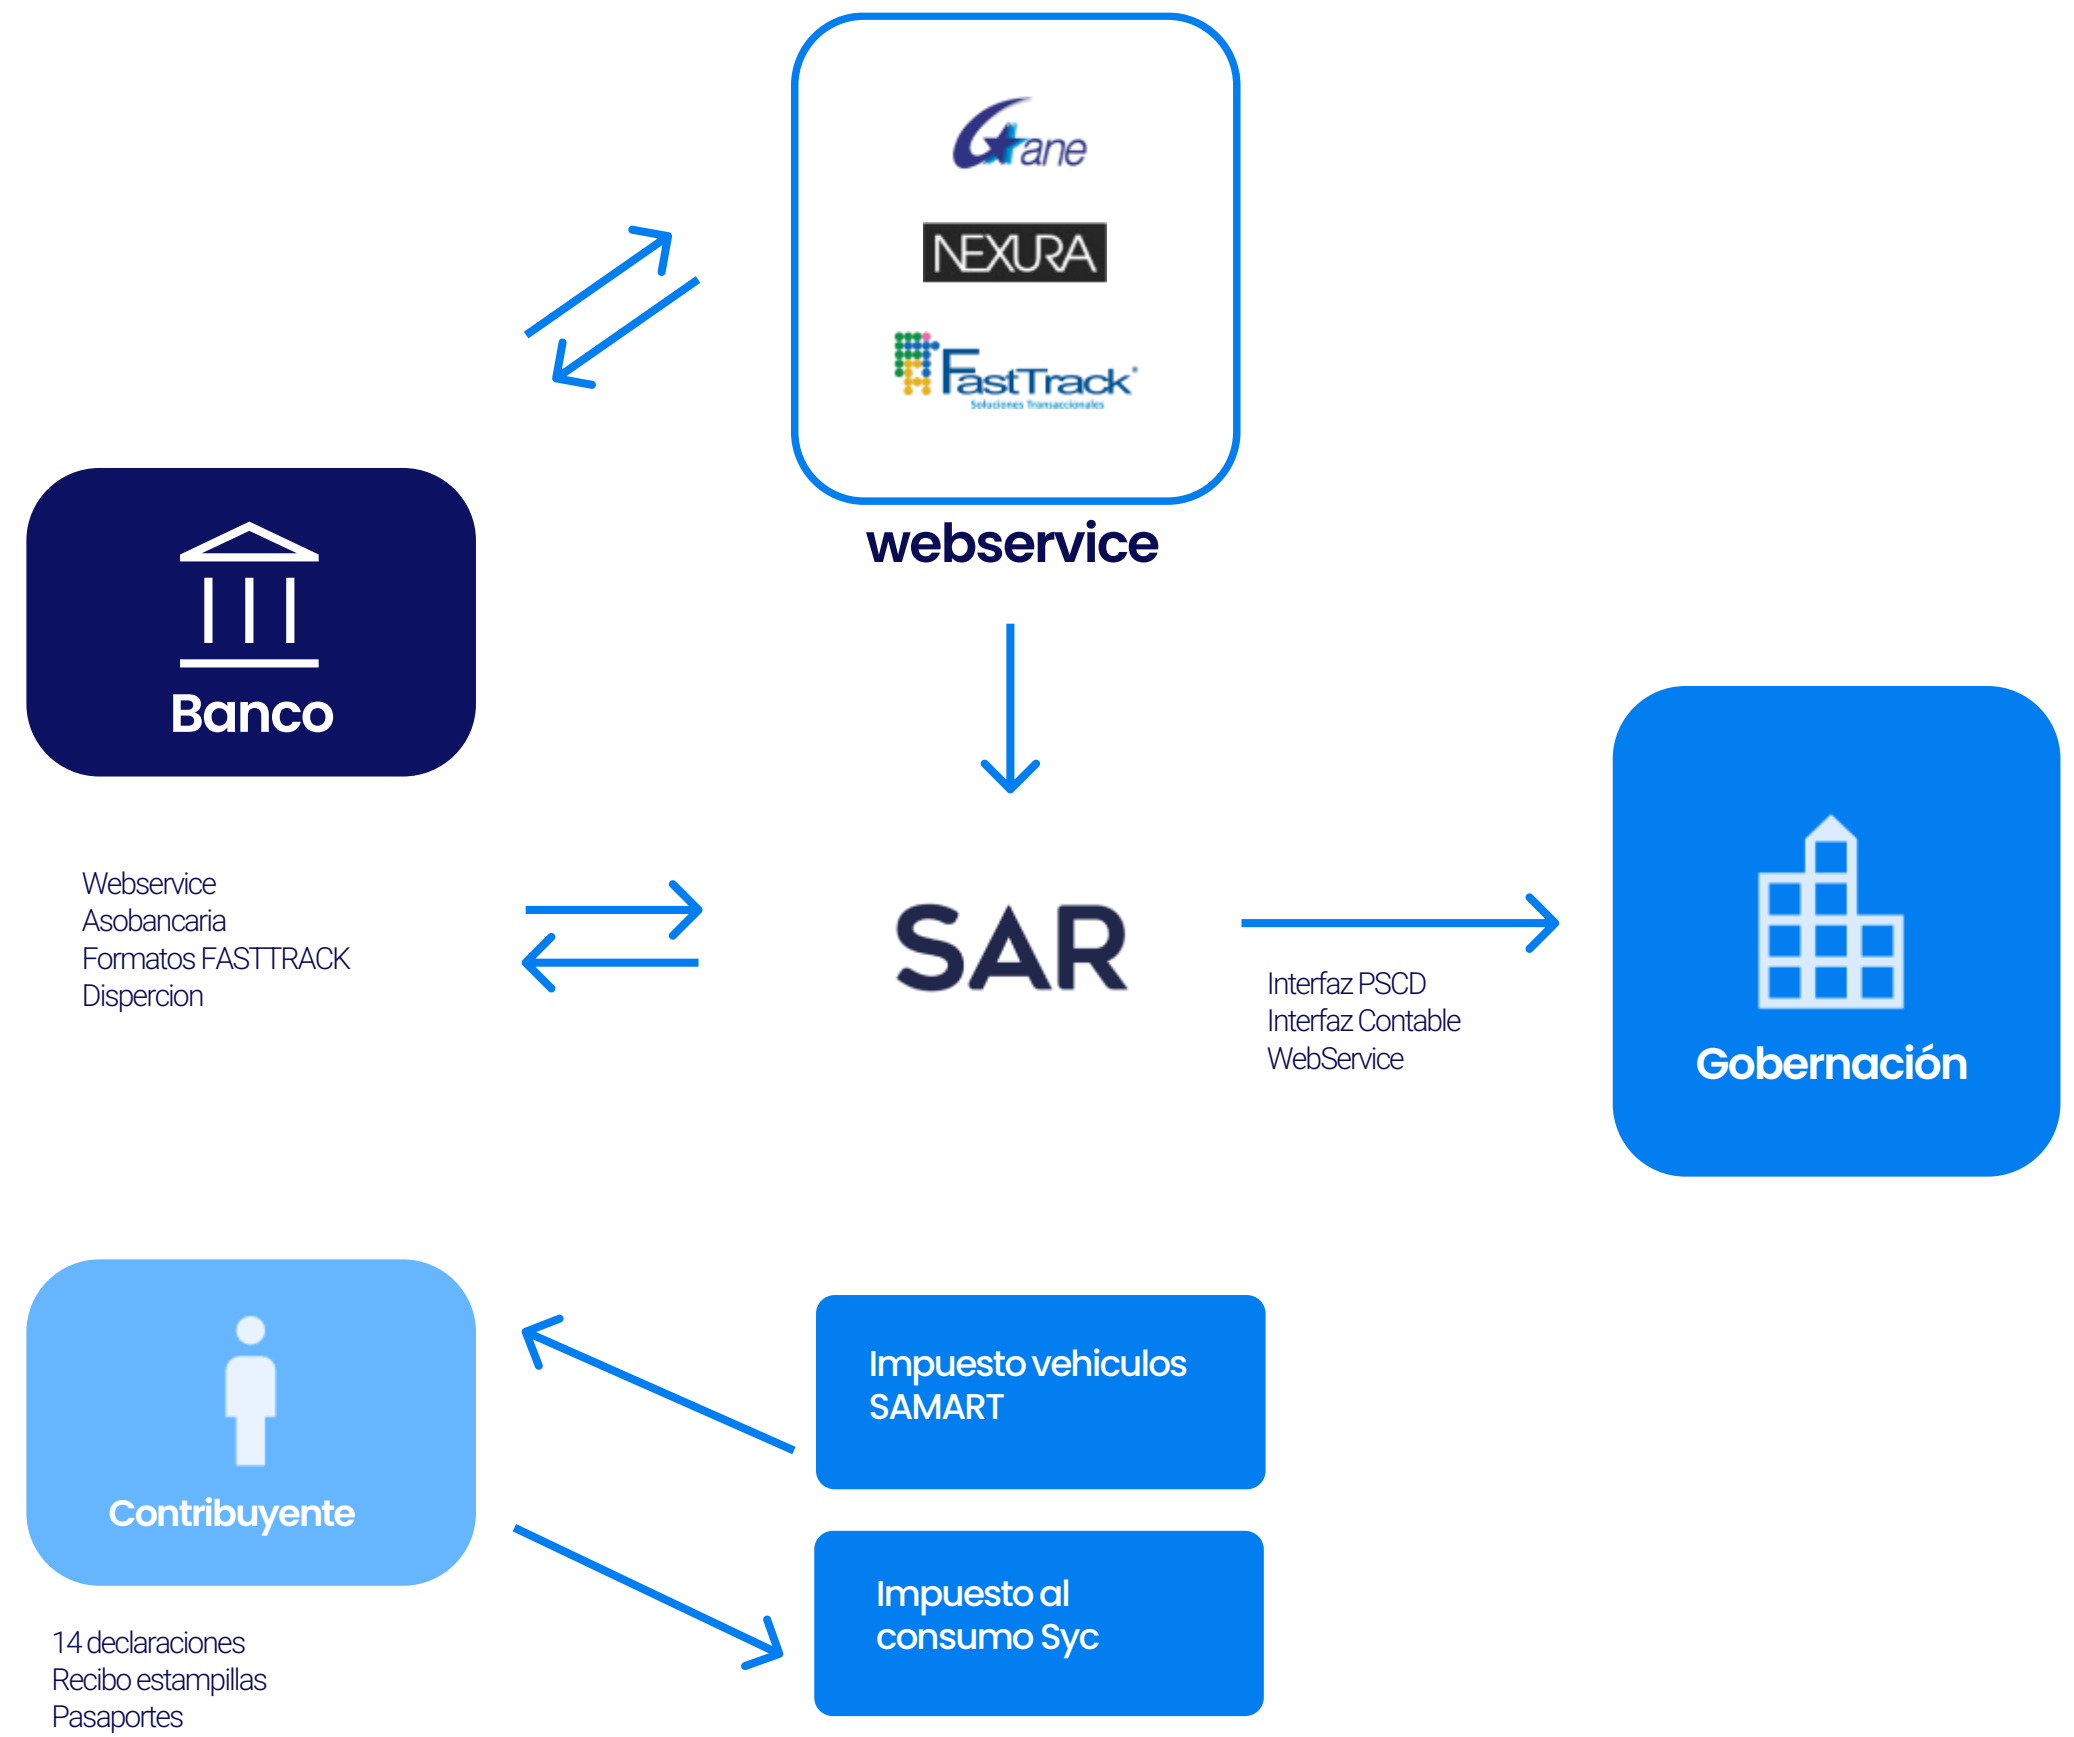 Gane
NEXURA
FastTrack
Soluciones Transaccionales
webservice
Banco
Webservice
Asobancaria
Formatos FASTTRACK
Dispercion
SAR
Interfaz PSCD
Interfaz Contable
WebService
Gobernación
Contribuyente
14 declaraciones
Recibo estampillas
Pasaportes
Impuesto vehiculos
SAMART
Impuesto al
consumo Syc